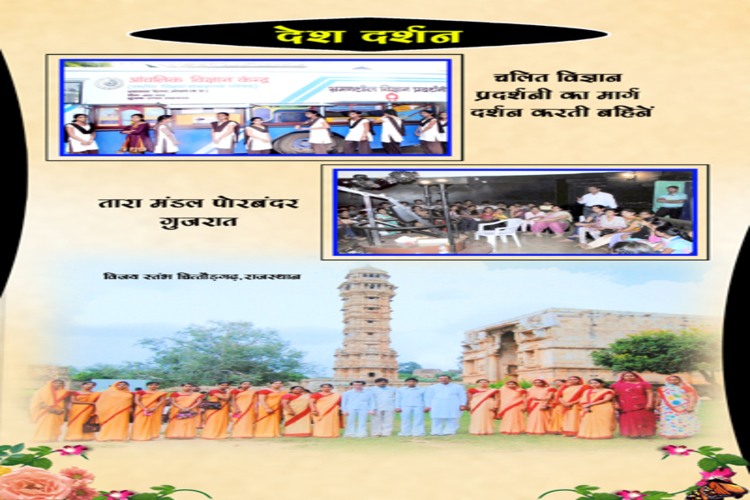 देश दर्शन
आंचलिक विज्ञान केन्द्र
भ्रमणशील विज्ञान प्रदर्शनी
चलित विज्ञान
प्रदर्शनी का मार्ग
दर्शन करती बहिनें
तारा मंडल पोरबंदर
गुजरात
विजय स्तंभ चित्तौड़गढ़, राजस्थान